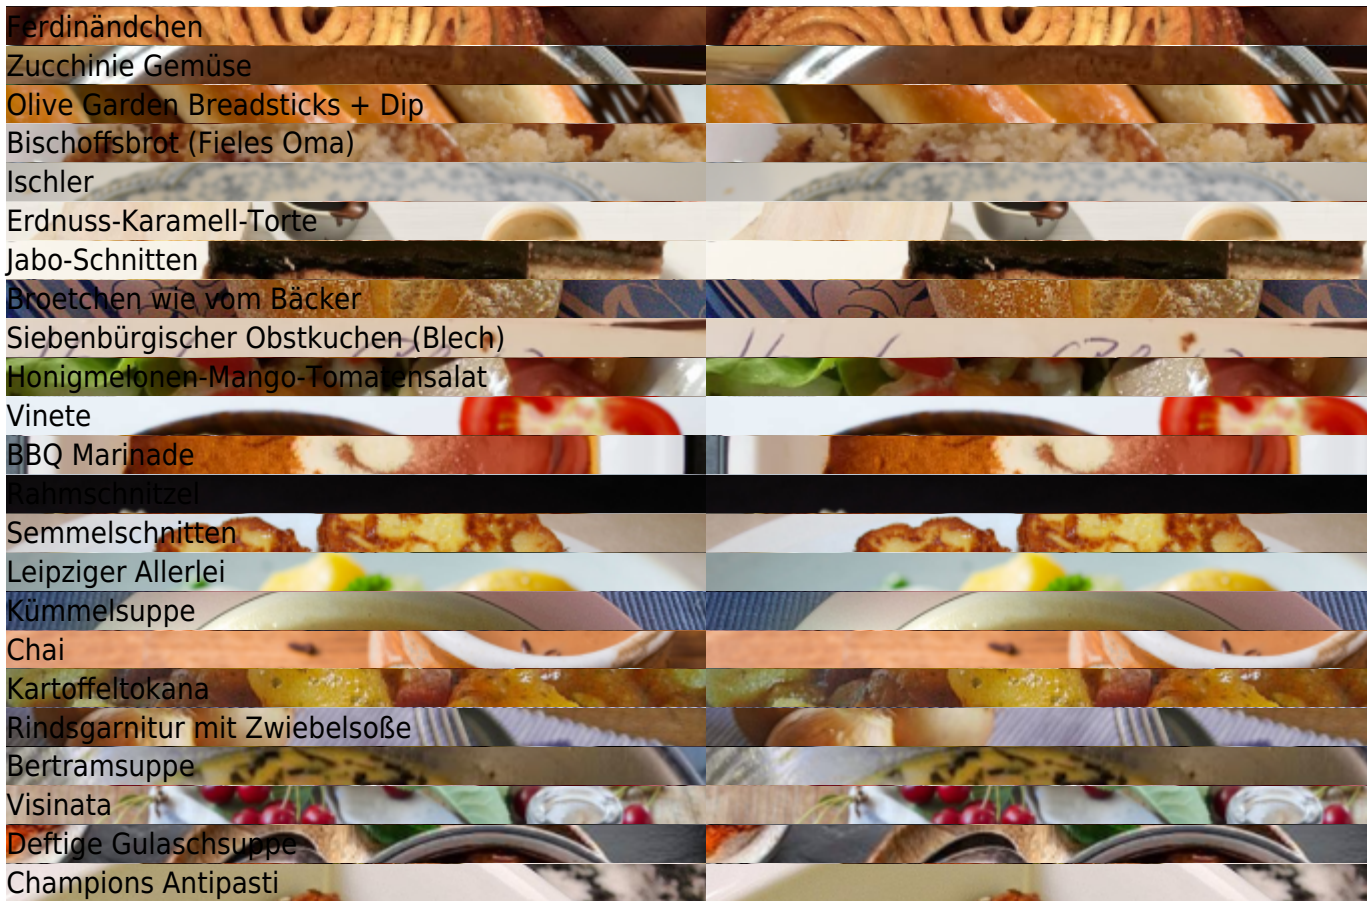 Ferdinändchen
Zucchinie Gemüse
Olive Garden Breadsticks + Dip
Bischoffsbrot (Fieles Oma)
Ischler
Erdnuss-Karamell-Torte
Jabo-Schnitten
Broetchen wie vom Bäcker
Siebenbürgischer Obstkuchen (Blech)
Honigmelonen-Mango-Tomatensalat
Vinete
BBQ Marinade
Rahmschnitzel
Semmelschnitten
Leipziger Allerlei
Kümmelsuppe
Chai
Kartoffeltokana
Rindsgarnitur mit Zwiebelsoße
Bertramsuppe
Visinata
Deftige Gulaschsuppe
Champions Antipasti